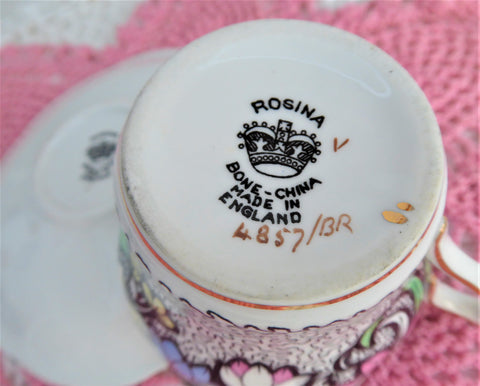 ROSINA
V
BONE-CHINA
MADE IN
ENGLAND
4857/BR